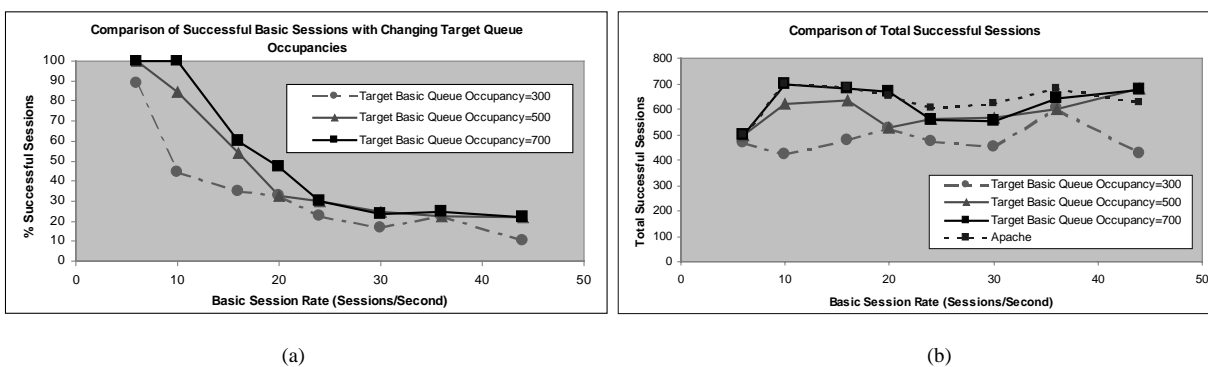 Comparison of Successful Basic Sessions with Changing Target Queue
Occupancies
100
90
80
70
60
50
40
30
20
10
0
% Successful Sessions
Target Basic Queue Occupancy=300
Target Basic Queue Occupancy=500
Target Basic Queue Occupancy=700
0 10 20 30 40 50
Basic Session Rate (Sessions/Second)
(a)
Comparison of Total Successful Sessions
800
700
600
500
400
300
200
100
0
Total Successful Sessions
Target Basic Queue Occupancy=300
Target Basic Queue Occupancy=500
Target Basic Queue Occupancy=700
Apache
0 10 20 30 40 50
Basic Session Rate (Sessions/Second)
(b)